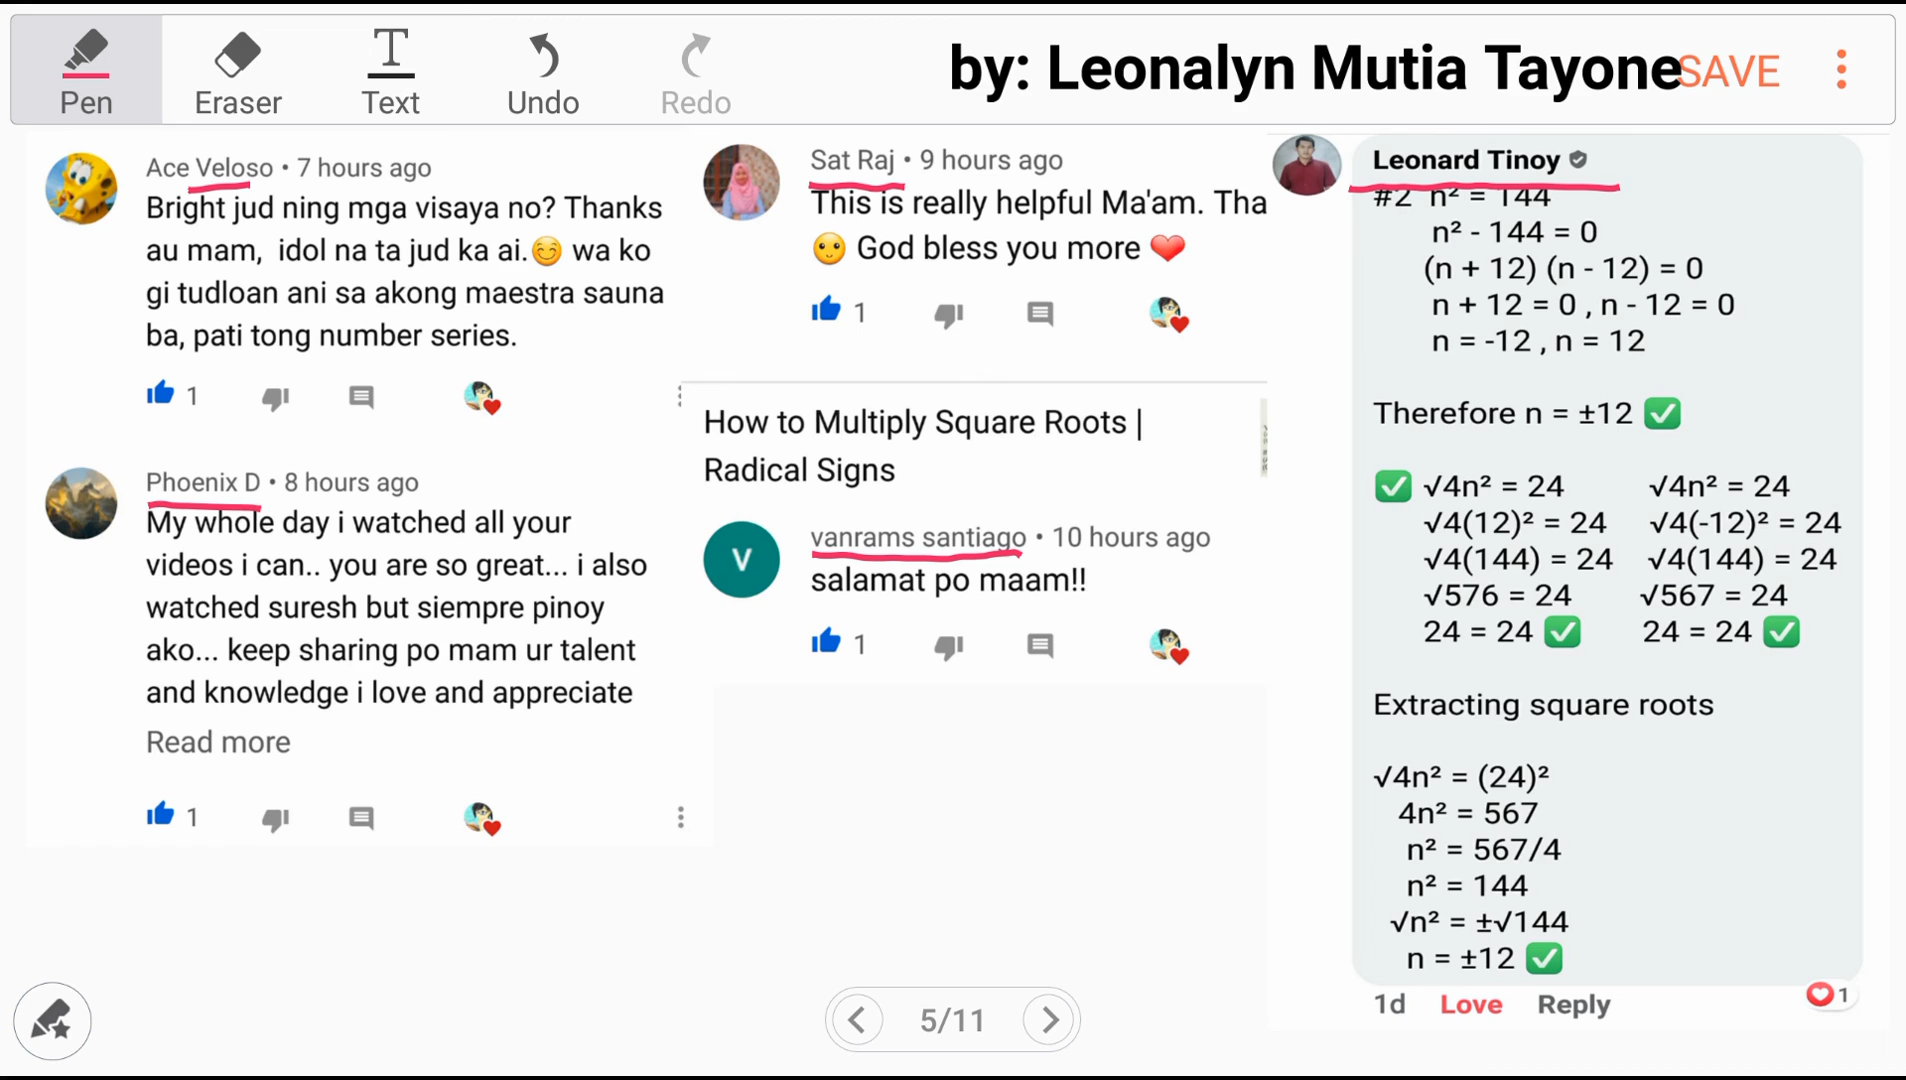 Pen
Eraser
Text
Undo
Redo
by: Leonalyn Mutia Tayone
SAVE
Ace Veloso • 7 hours ago
Bright jud ning mga visaya no? Thanks
au mam, idol na ta jud ka ai.😊 wa ko
gi tudloan ani sa akong maestra sauna
ba, pati tong number series.
1
Phoenix D • 8 hours ago
My whole day i watched all your
videos i can.. you are so great... i also
watched suresh but siempre pinoy
ako... keep sharing po mam ur talent
and knowledge i love and appreciate
Read more
1
Sat Raj • 9 hours ago
This is really helpful Ma'am. Tha
🙂 God bless you more ❤
1
How to Multiply Square Roots |
Radical Signs
V
vanrams santiago • 10 hours ago
salamat po maam!!
1
Leonard Tinoy
#2 n² = 144
n² - 144 = 0
(n + 12) (n - 12) = 0
n + 12 = 0 , n - 12 = 0
n = -12 , n = 12
Therefore n = ±12 ✅
✅ √4n² = 24 √4n² = 24
√4(12)² = 24 √4(-12)² = 24
√4(144) = 24 √4(144) = 24
√576 = 24 √567 = 24
24 = 24 ✅ 24 = 24 ✅
Extracting square roots
√4n² = (24)²
4n² = 567
n² = 567/4
n² = 144
√n² = ±√144
n = ±12 ✅
1d Love Reply
1
5/11